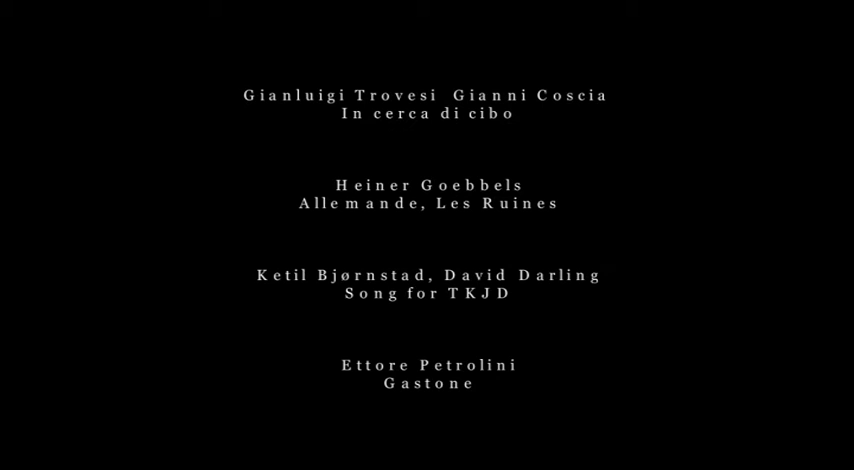 Gianluigi Trovesi Gianni Coscia
In cerca di cibo
Heiner Goebbels
Allemande, Les Ruines
Ketil Bjørnstad, David Darling
Song for TKJD
Ettore Petrolini
Gastone